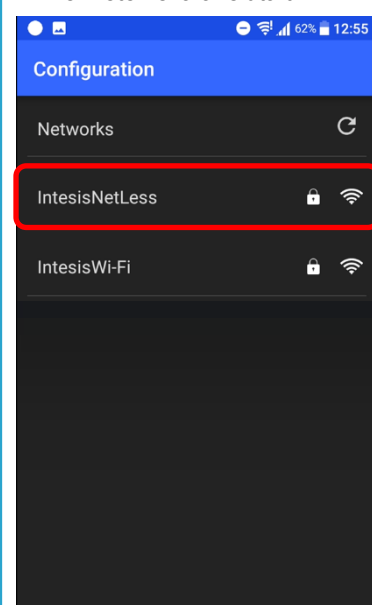 62% 12:55
Configuration
Networks
IntesisNetLess
IntesisWi-Fi